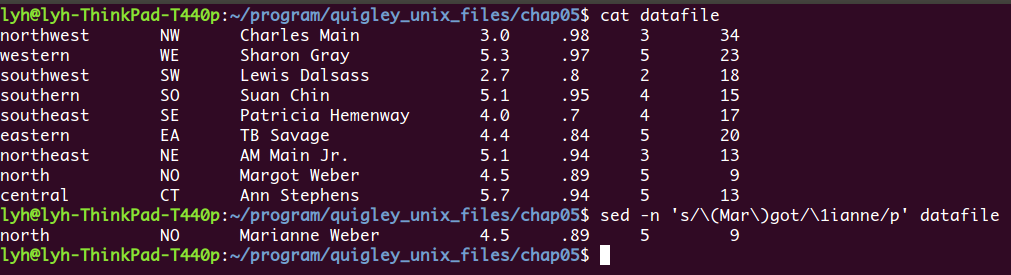 lyh@lyh-ThinkPad-T440p:~/program/quigley_unix_files/chap05$ cat datafile
northwest NW Charles Main 3.0 .98 3 34
western WE Sharon Gray 5.3 .97 5 23
southwest SW Lewis Dalsass 2.7 .8 2 18
southern SO Suan Chin 5.1 .95 4 15
southeast SE Patricia Hemenway 4.0 .7 4 17
eastern EA TB Savage 4.4 .84 5 20
northeast NE AM Main Jr. 5.1 .94 3 13
north NO Margot Weber 4.5 .89 5 9
central CT Ann Stephens 5.7 .94 5 13
lyh@lyh-ThinkPad-T440p:~/program/quigley_unix_files/chap05$ sed -n 's/\(Mar\)got/\1ianne/p' datafile
north NO Marianne Weber 4.5 .89 5 9
lyh@lyh-ThinkPad-T440p:~/program/quigley_unix_files/chap05$